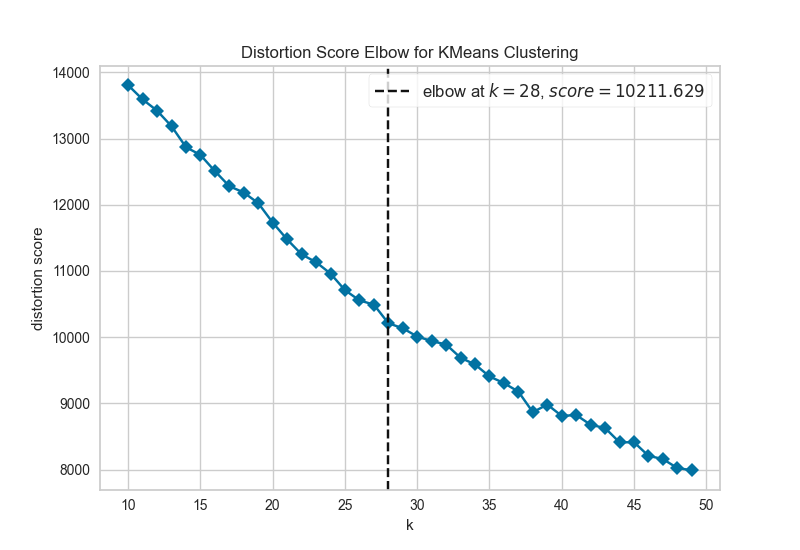 Distortion Score Elbow for KMeans Clustering
elbow at k = 28, score = 10211.629
distortion score
14000
13000
12000
11000
10000
9000
8000
10 15 20 25 30 35 40 45 50
k